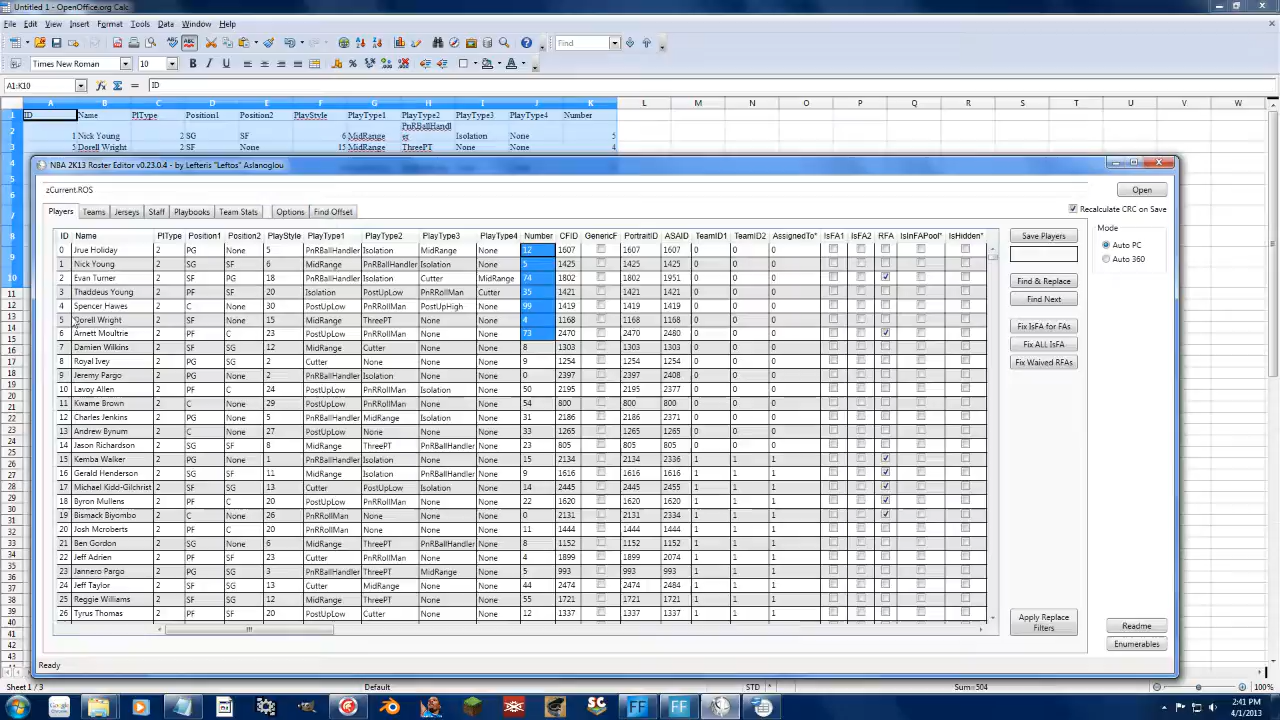 Untitled 1 - OpenOffice.org Calc
File Edit View Insert Format Tools Data Window Help
Find
Times New Roman 10
A1:K10 ID
A B C D E F G H I J K L M N O P Q R S T U V W
1 ID Name PlType Position1 Position2 PlayStyle PlayType1 PlayType2 PlayType3 PlayType4 Number
2 1 Nick Young 2 SG SF 6 MidRange PnRBallHandler Isolation None 5
3 5 Dorell Wright 2 SF None 15 MidRange ThreePT None None 4
NBA 2K13 Roster Editor v0.23.0.4 - by Lefteris "Leftos" Aslanoglou
zCurrent.ROS Open
Players Teams Jerseys Staff Playbooks Team Stats Options Find Offset
Recalculate CRC on Save
ID Name PlType Position1 Position2 PlayStyle PlayType1 PlayType2 PlayType3 PlayType4 Number CFID GenericF PortraitID ASAID TeamID1 TeamID2 AssignedTo* IsFA1 IsFA2 RFA IsInFAPool* IsHidden*
0 Jrue Holiday 2 PG None 5 PnRBallHandler Isolation MidRange None 12 1607 1607 1607 0 0 0
1 Nick Young 2 SG SF 6 MidRange PnRBallHandler Isolation None 5 1425 1425 1425 0 0 0
2 Evan Turner 2 SF PG 18 PnRBallHandler Isolation Cutter MidRange 74 1802 1802 1951 0 0 0
3 Thaddeus Young 2 PF SF 20 Isolation PostUpLow PnRRollMan Cutter 35 1421 1421 1421 0 0 0
4 Spencer Hawes 2 C None 30 PostUpLow PnRRollMan PostUpHigh None 99 1419 1419 1419 0 0 0
5 Dorell Wright 2 SF None 15 MidRange ThreePT None None 4 1168 1168 1168 0 0 0
6 Arnett Moultrie 2 PF C 23 PostUpLow PnRRollMan None None 73 2470 2470 2480 0 0 0
7 Damien Wilkins 2 SF SG 12 MidRange Cutter None None 8 1303 1303 1303 0 0 0
8 Royal Ivey 2 PG SG 2 Cutter None None None 9 1254 1254 1254 0 0 0
9 Jeremy Pargo 2 PG None 2 PnRBallHandler MidRange Isolation None 0 2397 2397 2408 0 0 0
10 Lavoy Allen 2 PF C 20 PostUpLow PnRRollMan Isolation None 50 2195 2195 2377 0 0 0
11 Kwame Brown 2 C None 29 PostUpLow PnRRollMan None None 54 800 800 800 0 0 0
12 Charles Jenkins 2 PG None 5 PnRBallHandler MidRange Isolation None 31 2186 2186 2371 0 0 0
13 Andrew Bynum 2 C None 27 PostUpLow None None None 33 1265 1265 1265 0 0 0
14 Jason Richardson 2 SG SF 8 MidRange ThreePT PnRBallHandler None 23 805 805 805 0 0 0
15 Kemba Walker 2 PG None 1 PnRBallHandler MidRange Isolation None 15 2134 2134 2336 1 1 1
16 Gerald Henderson 2 SG SF 11 MidRange Isolation PnRBallHandler None 9 1616 1616 1616 1 1 1
17 Michael Kidd-Gilchrist 2 SF SG 13 Cutter MidRange Isolation None 14 2445 2445 2455 1 1 1
18 Byron Mullens 2 PF C 20 PostUpLow PnRRollMan None None 22 1620 1620 1620 1 1 1
19 Bismack Biyombo 2 C None 26 PnRRollMan None None None 0 2131 2131 2334 1 1 1
20 Josh Mcroberts 2 PF C 20 PnRRollMan Cutter None None 11 1444 1444 1444 1 1 1
21 Ben Gordon 2 SG None 6 MidRange ThreePT PnRBallHandler None 8 1152 1152 1152 1 1 1
22 Jeff Adrien 2 PF SF 23 PostUpLow PnRRollMan None None 4 1899 1899 2074 1 1 1
23 Jannero Pargo 2 PG SG 3 PnRBallHandler Cutter MidRange None 5 993 993 993 1 1 1
24 Jeff Taylor 2 SF SG 13 Cutter MidRange None None 44 2474 2474 2484 1 1 1
25 Reggie Williams 2 SF SG 12 MidRange ThreePT None None 55 1721 1721 1721 1 1 1
26 Tyrus Thomas 2 PF SF 20 PostUpLow Cutter None None 12 1337 1337 1337 1 1 1
Save Players
Find & Replace
Find Next
Fix IsFA for FAs
Fix ALL IsFA
Fix Waived RFAs
Apply Replace
Filters
Mode
Auto PC
Auto 360
Readme
Enumerables
Ready
Sheet 1 / 3 Default STD * Sum=504 100%
2:41 PM
4/1/2013